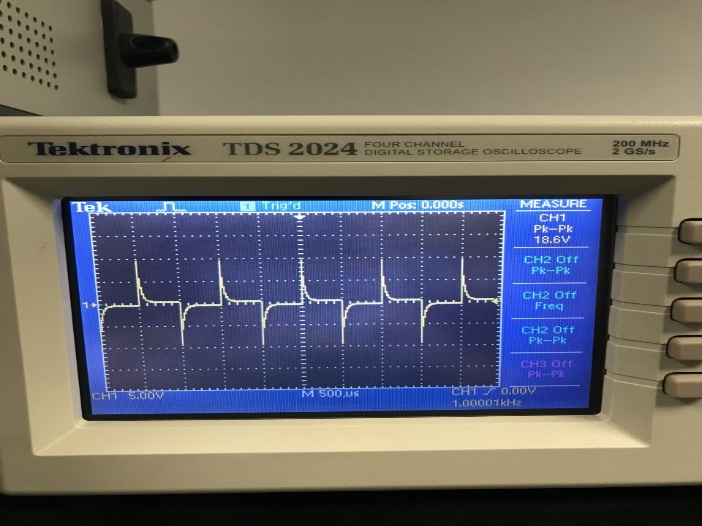 Tektronix TDS 2024 FOUR CHANNEL DIGITAL STORAGE OSCILLOSCOPE 200 MHz 2 GS/s
Tek T Trig'd M Pos: 0.000s MEASURE
CH1
Pk-Pk
18.6V
CH2 Off
Pk-Pk
CH2 Off
Freq
CH2 Off
Pk-Pk
CH3 Off
Pk-Pk
1
CH1 5.00V M 500µs CH1 0.00V
1.00001kHz